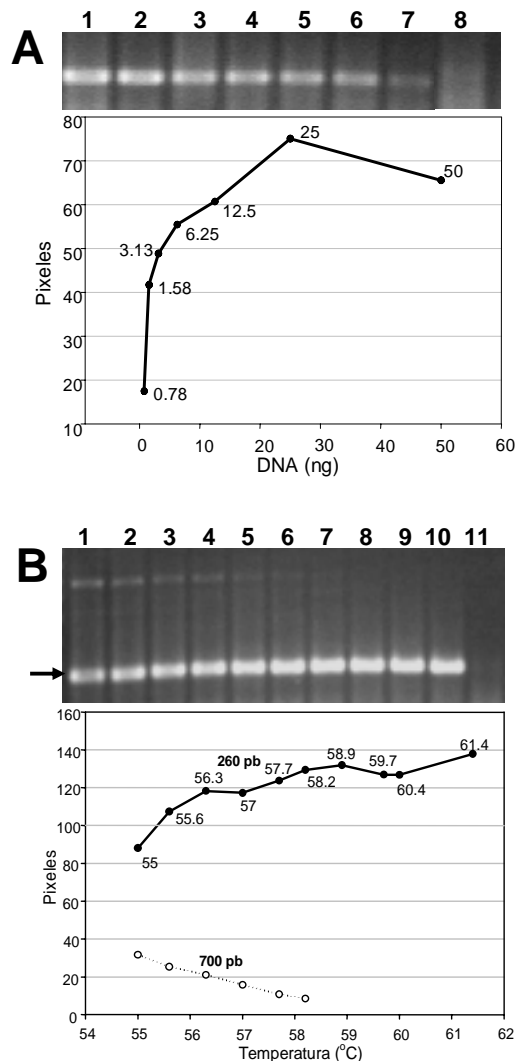 1 2 3 4 5 6 7 8
A
80
70
60
50
40
30
20
10
Pixeles
25
50
12.5
6.25
3.13
1.58
0.78
0 10 20 30 40 50 60
DNA (ng)
1 2 3 4 5 6 7 8 9 10 11
B
160
140
120
100
80
60
40
20
0
Pixeles
260 pb
55
55.6
56.3
57
57.7
58.2
58.9
59.7
60.4
61.4
700 pb
54 55 56 57 58 59 60 61 62
Temperatura (°C)